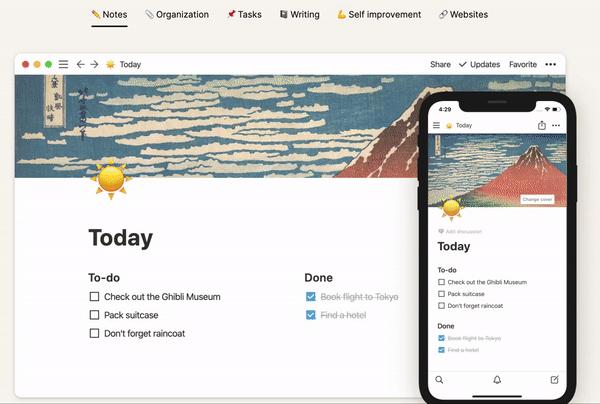 Notes
Organization
Tasks
Writing
Self improvement
Websites
Today
Share
Updates
Favorite
Today
To-do
Check out the Ghibli Museum
Pack suitcase
Don't forget raincoat
Done
Book flight to Tokyo
Find a hotel
4:29
Today
Change cover
Add discussion
Today
To-do
Check out the Ghibli Museum
Pack suitcase
Don't forget raincoat
Done
Book flight to Tokyo
Find a hotel